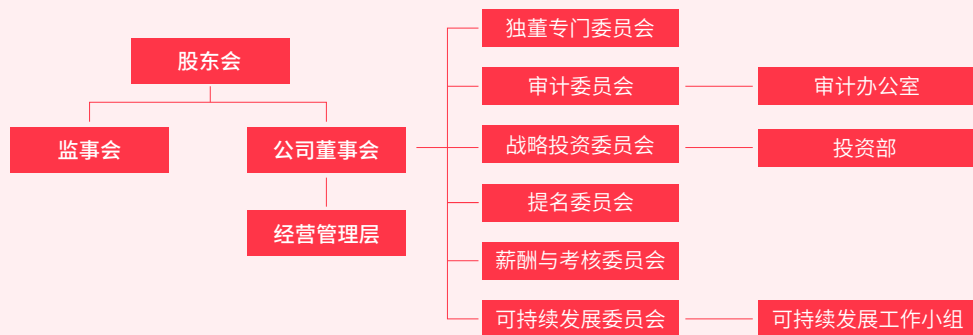 股东会
监事会
公司董事会
经营管理层
独董专门委员会
审计委员会
审计办公室
战略投资委员会
投资部
提名委员会
薪酬与考核委员会
可持续发展委员会
可持续发展工作小组